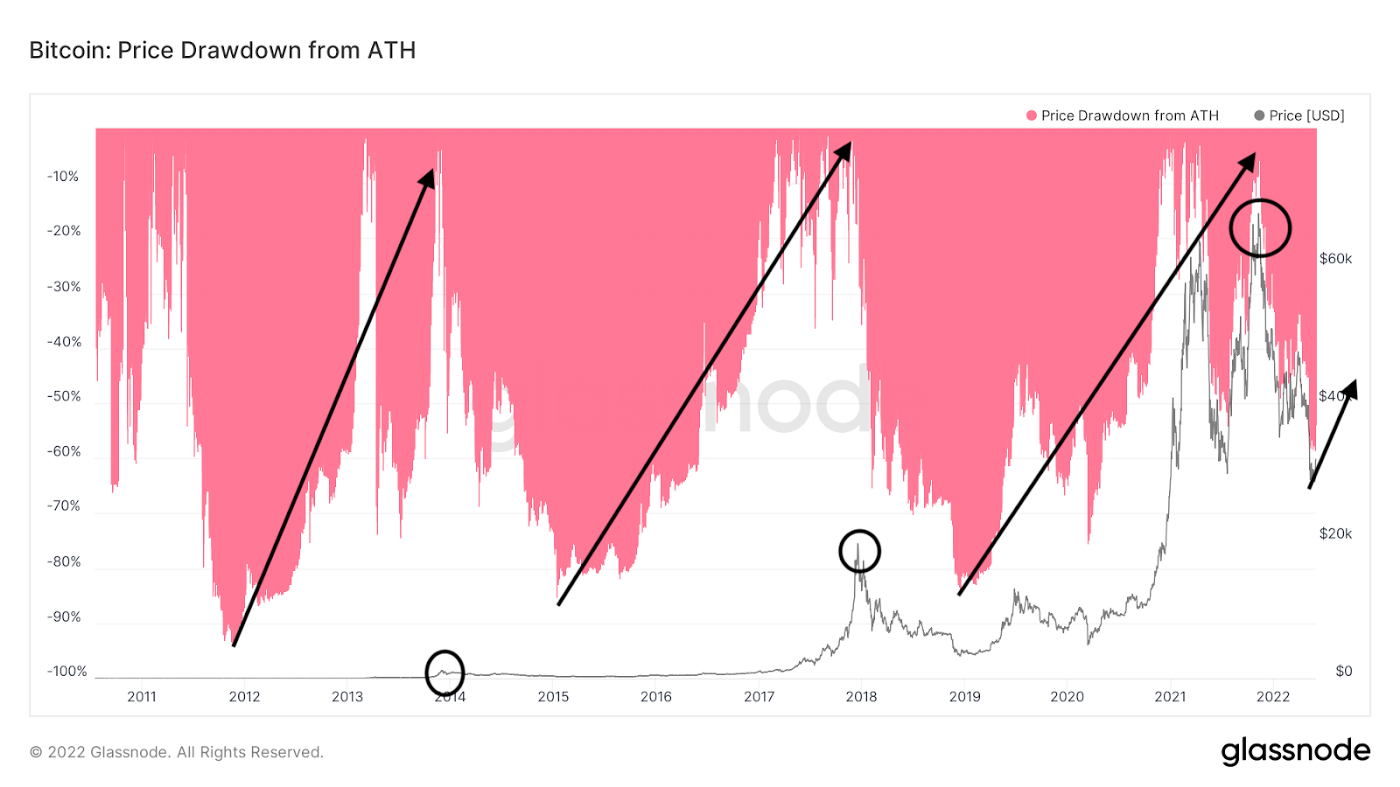 Bitcoin: Price Drawdown from ATH
Price Drawdown from ATH Price [USD]
-10%
-20%
-30%
-40%
-50%
-60%
-70%
-80%
-90%
-100%
$60k
$40k
$20k
$0
glassnode
2011 2012 2013 2014 2015 2016 2017 2018 2019 2020 2021 2022
© 2022 Glassnode. All Rights Reserved.
glassnode